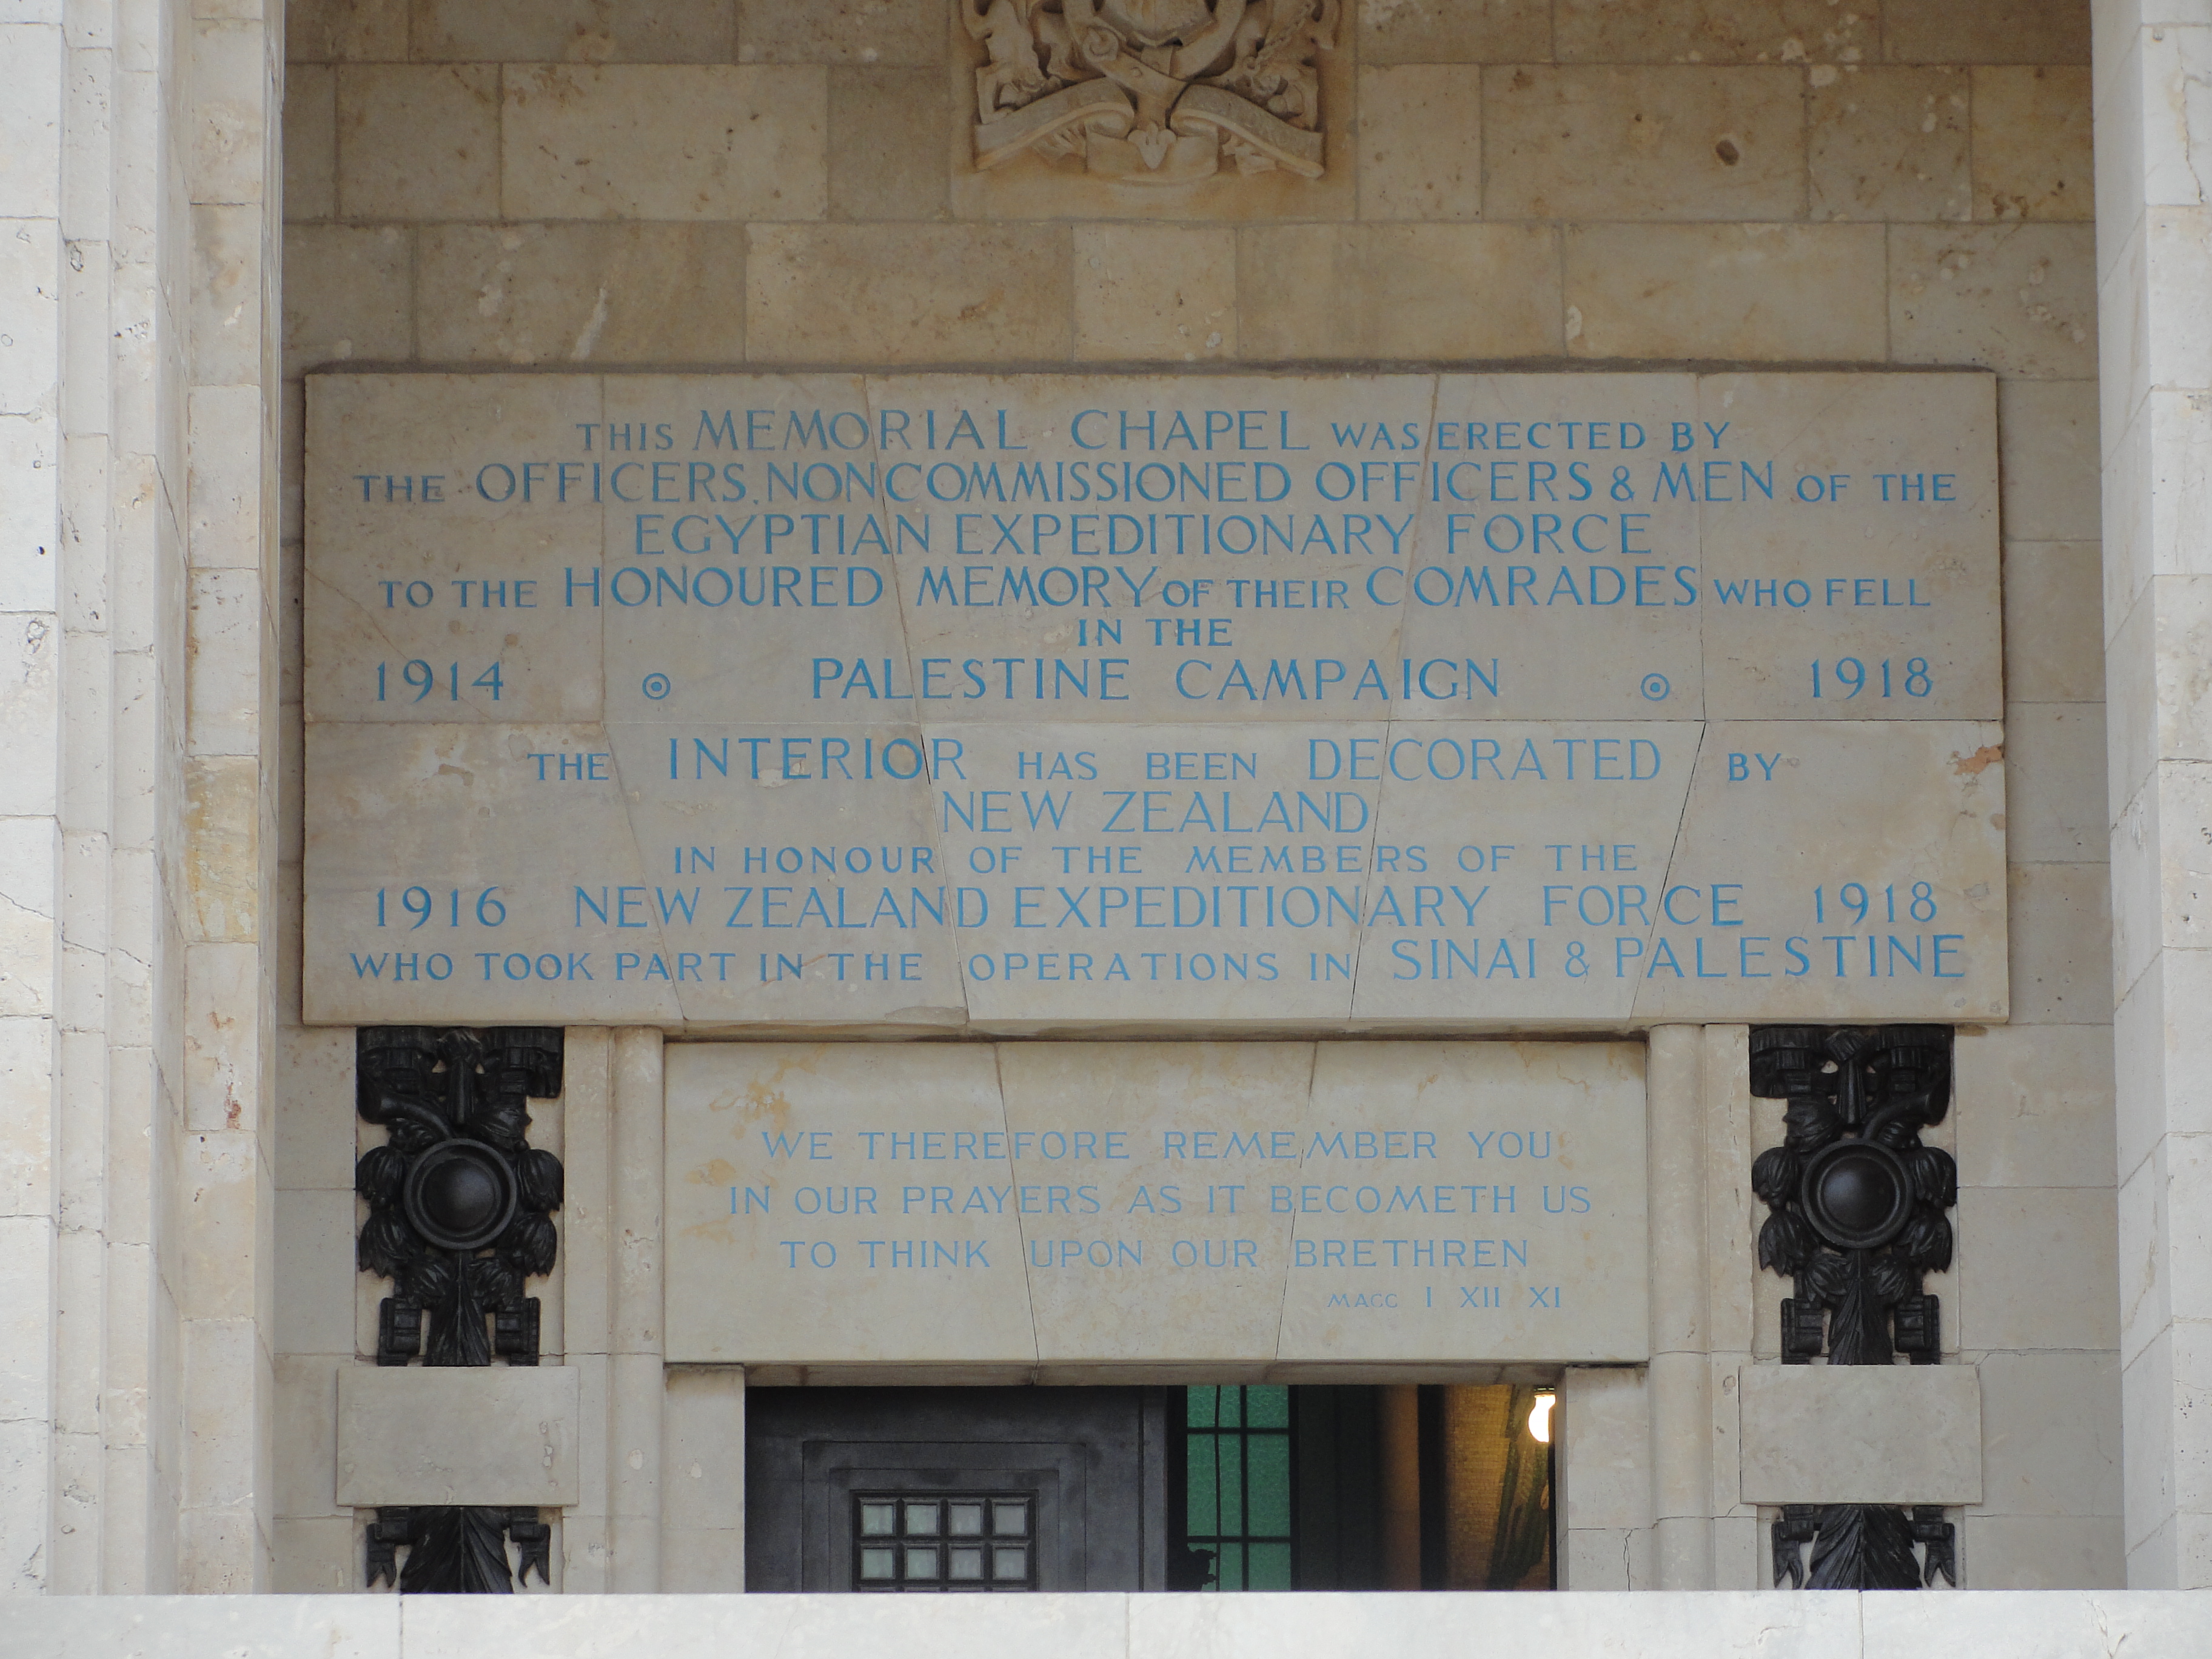 THIS MEMORIAL CHAPEL WAS ERECTED BY
THE OFFICERS, NONCOMMISSIONED OFFICERS & MEN OF THE
EGYPTIAN EXPEDITIONARY FORCE
TO THE HONOURED MEMORY OF THEIR COMRADES WHO FELL
IN THE
1914 PALESTINE CAMPAIGN 1918
THE INTERIOR HAS BEEN DECORATED BY
NEW ZEALAND
IN HONOUR OF THE MEMBERS OF THE
1916 NEW ZEALAND EXPEDITIONARY FORCE 1918
WHO TOOK PART IN THE OPERATIONS IN SINAI & PALESTINE
WE THEREFORE REMEMBER YOU
IN OUR PRAYERS AS IT BECOMETH US
TO THINK UPON OUR BRETHREN
MACC I XII XI